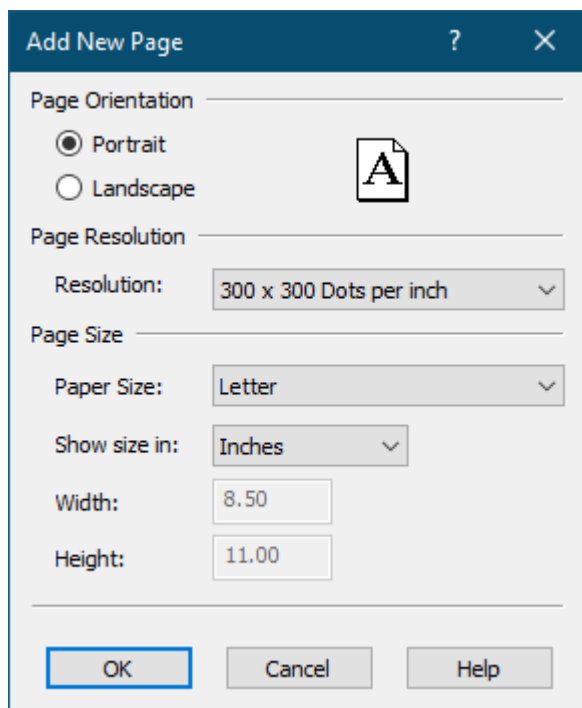 Add New Page ?
Page Orientation
Portrait
A
Landscape
Page Resolution
Resolution: 300 x 300 Dots per inch
Page Size
Paper Size: Letter
Show size in: Inches
Width: 8.50
Height: 11.00
OK Cancel Help